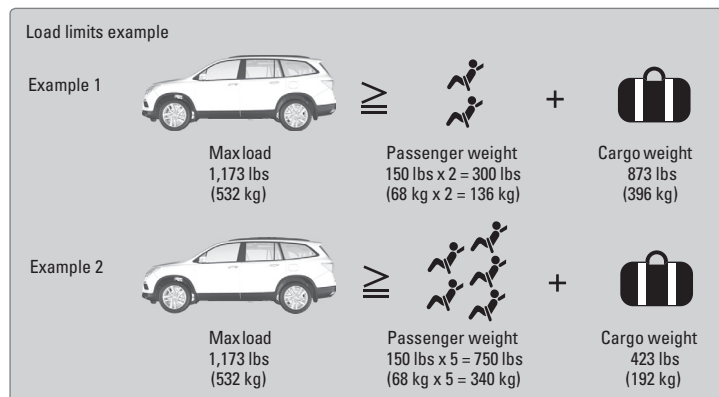 Load limits example
Example 1
≧
+
Max load
1,173 lbs
(532 kg)
Passenger weight
150 lbs x 2 = 300 lbs
(68 kg x 2 = 136 kg)
Cargo weight
873 lbs
(396 kg)
Example 2
≧
+
Max load
1,173 lbs
(532 kg)
Passenger weight
150 lbs x 5 = 750 lbs
(68 kg x 5 = 340 kg)
Cargo weight
423 lbs
(192 kg)